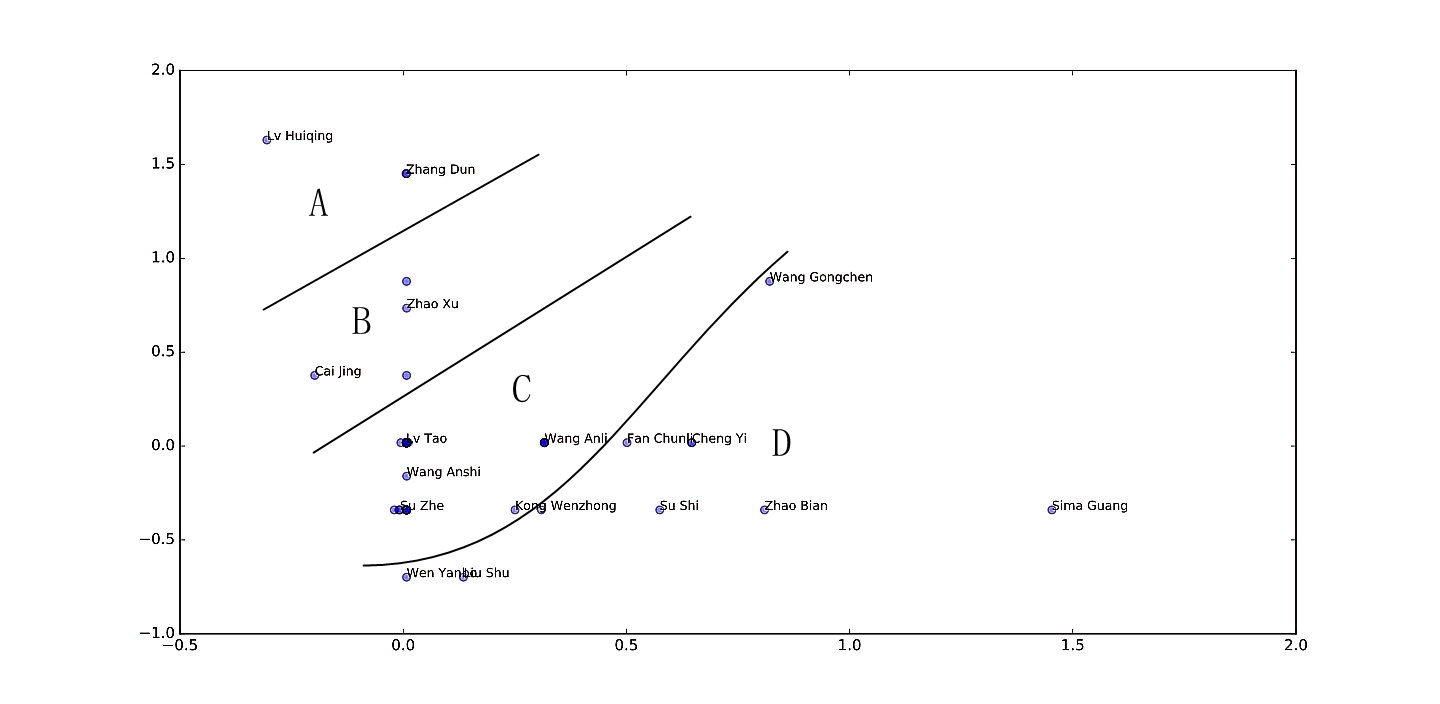 2.0
Lv Huiqing
1.5
Zhang Dun
A
1.0
Wang Gongchen
Zhao Xu
B
0.5
Cai Jing
C
0.0
Lv Tao
Wang Anli
Fan Chunli
Cheng Yi
D
Wang Anshi
Su Zhe
Kong Wenzhong
Su Shi
Zhao Bian
Sima Guang
−0.5
Wen Yanbo
Liu Shu
−1.0
−0.5 0.0 0.5 1.0 1.5 2.0